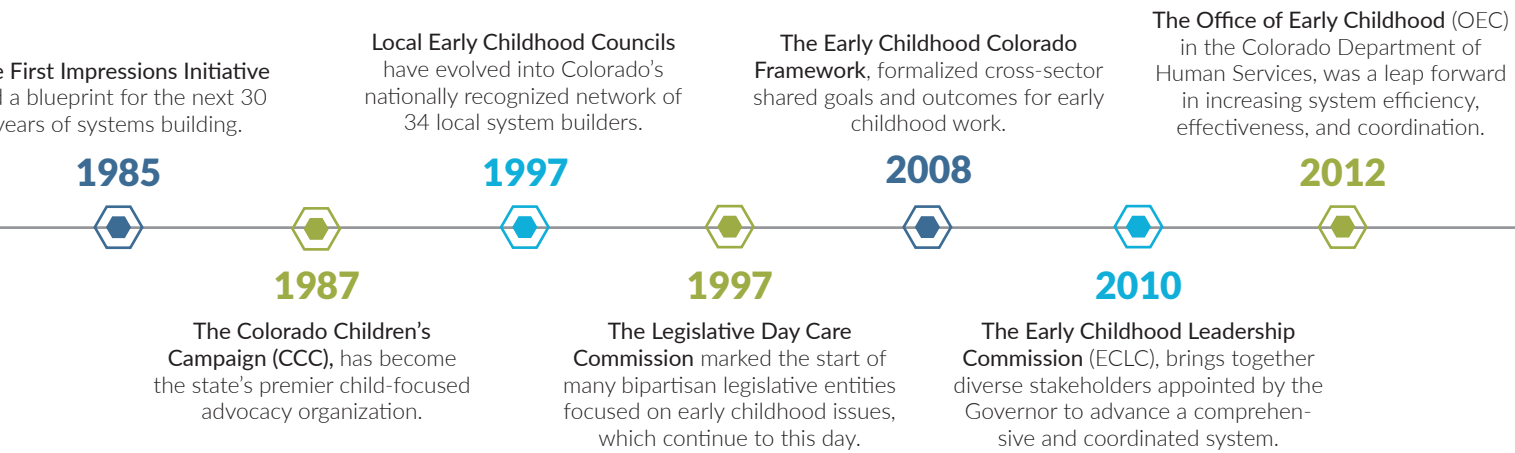 First Impressions Initiative
a blueprint for the next 30
years of systems building.
1985
1987
The Colorado Children's
Campaign (CCC), has become
the state's premier child-focused
advocacy organization.
Local Early Childhood Councils
have evolved into Colorado's
nationally recognized network of
34 local system builders.
1997
1997
The Legislative Day Care
Commission marked the start of
many bipartisan legislative entities
focused on early childhood issues,
which continue to this day.
The Early Childhood Colorado
Framework, formalized cross-sector
shared goals and outcomes for early
childhood work.
2008
2010
The Early Childhood Leadership
Commission (ECLC), brings together
diverse stakeholders appointed by the
Governor to advance a comprehen-
sive and coordinated system.
The Office of Early Childhood (OEC)
in the Colorado Department of
Human Services, was a leap forward
in increasing system efficiency,
effectiveness, and coordination.
2012